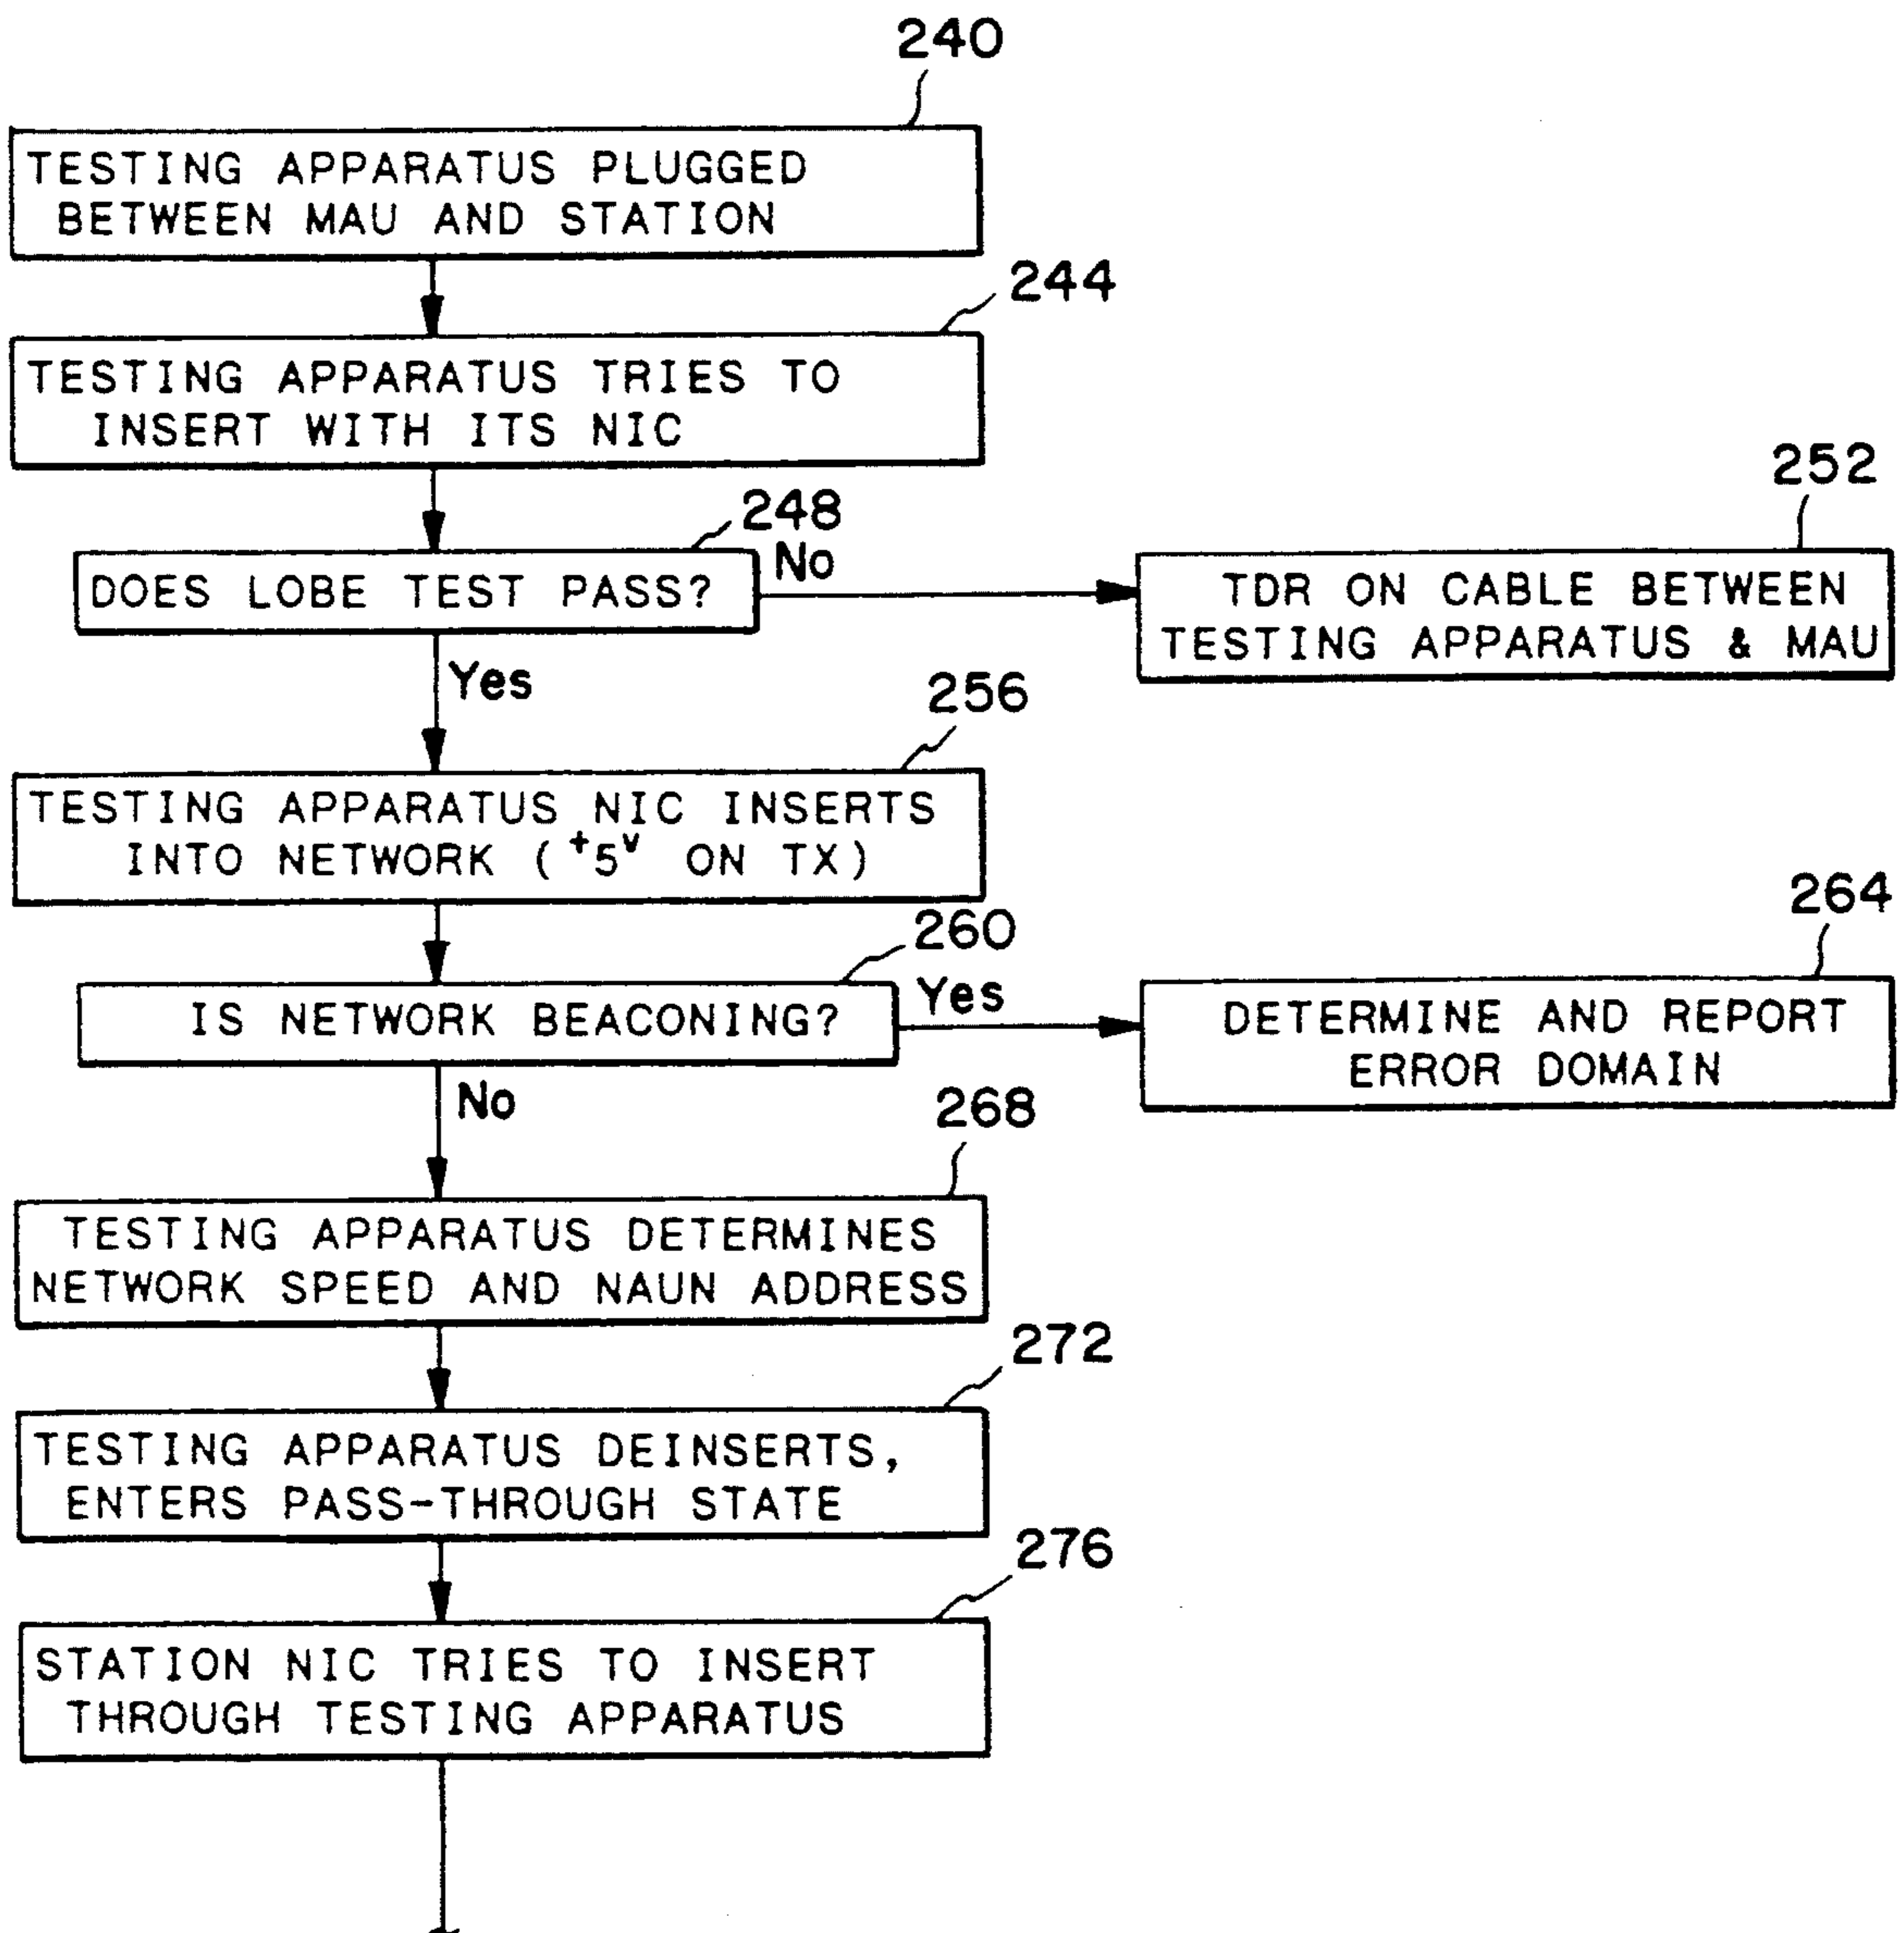 240
TESTING APPARATUS PLUGGED
BETWEEN MAU AND STATION
244
TESTING APPARATUS TRIES TO
INSERT WITH ITS NIC
248
DOES LOBE TEST PASS?
No
252
TDR ON CABLE BETWEEN
TESTING APPARATUS & MAU
Yes
256
TESTING APPARATUS NIC INSERTS
INTO NETWORK (+5V ON TX)
260
IS NETWORK BEACONING?
Yes
264
DETERMINE AND REPORT
ERROR DOMAIN
No
268
TESTING APPARATUS DETERMINES
NETWORK SPEED AND NAUN ADDRESS
272
TESTING APPARATUS DEINSERTS,
ENTERS PASS-THROUGH STATE
276
STATION NIC TRIES TO INSERT
THROUGH TESTING APPARATUS